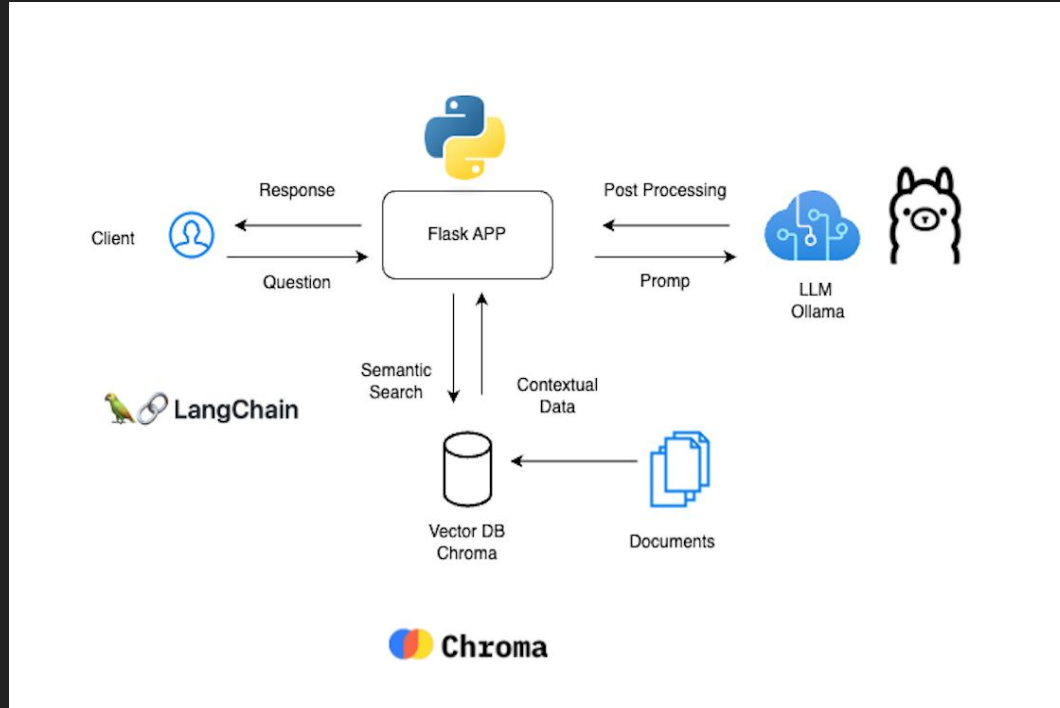 Response
Post Processing
Client
Flask APP
Question
Promp
LLM
Ollama
Semantic
Search
Contextual
Data
LangChain
Vector DB
Chroma
Documents
Chroma